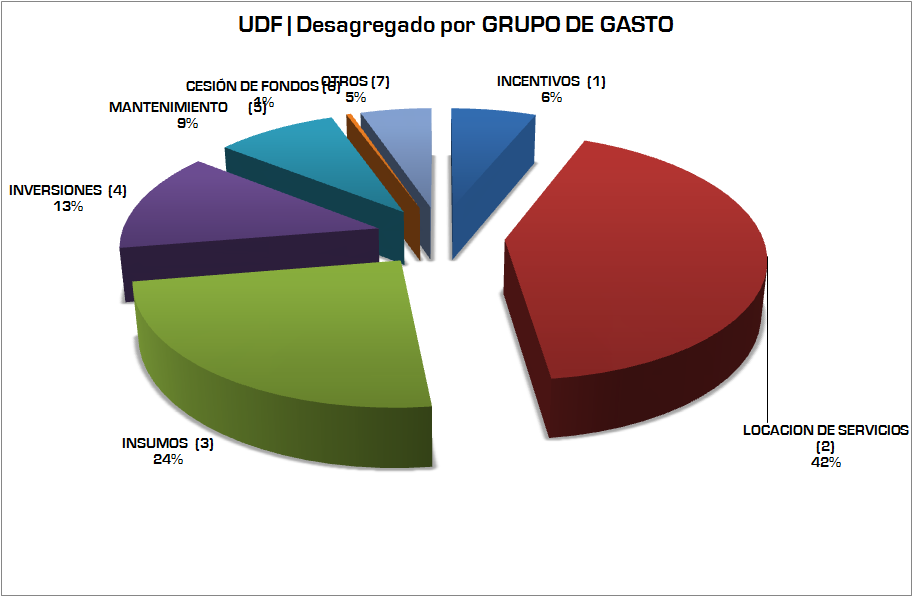 UDF|Desagregado por GRUPO DE GASTO
CESIÓN DE FONDOS (6)
1%
OTROS (7)
5%
INCENTIVOS (1)
6%
MANTENIMIENTO (5)
9%
INVERSIONES (4)
13%
LOCACION DE SERVICIOS
(2)
42%
INSUMOS (3)
24%